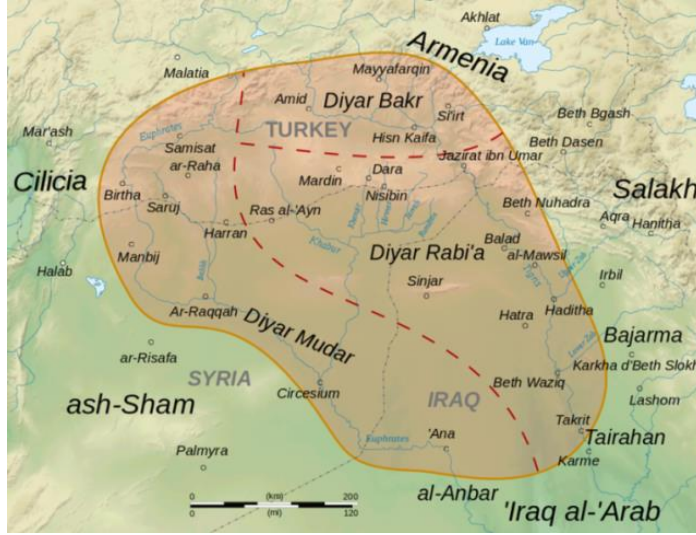 Akhlat
Lake Van
Armenia
Malatia
Mayyafarqin
Amid
Diyar Bakr
Si'irt
Beth Bgash
Euphrates
TURKEY
Hisn Kaifa
Mar'ash
Samisat
Beth Dasen
ar-Raha
Jazirat ibn Umar
Dara
Cilicia
Mardin
Nisibin
Salakh
Birtha
Saruj
Beth Nuhadra
Ras al-'Ayn
Harran
Aqra
Hanitha
Khabur
Manbij
Diyar Rabi'a
Balad
al-Mawsil
Halab
Tigris
Irbil
Sinjar
Ar-Raqqah
Haditha
Hatra
Diyar Mudar
Bajarma
ar-Risafa
Karkha d'Beth Slokh
SYRIA
Beth Waziq
Circesium
IRAQ
Lashom
ash-Sham
Takrit
'Ana
Euphrates
Tairahan
Palmyra
Karme
al-Anbar
0 (km) 200
0 (mi) 120
'Iraq al-'Arab